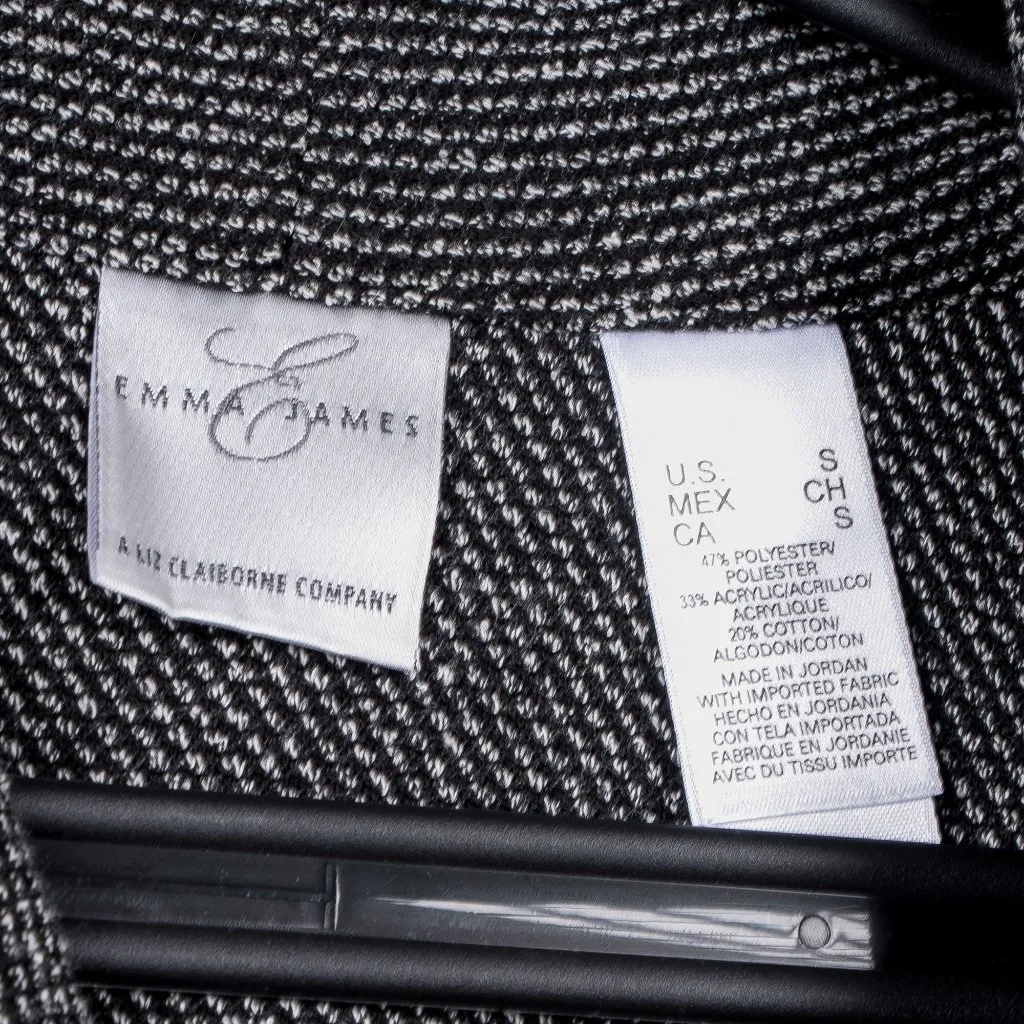 E
EMMA JAMES
A LIZ CLAIBORNE COMPANY
U.S. S
MEX CH
CA S
47% POLYESTER/
POLIESTER
33% ACRYLIC/ACRILICO/
ACRYLIQUE
20% COTTON/
ALGODON/COTON
MADE IN JORDAN
WITH IMPORTED FABRIC
HECHO EN JORDANIA
CON TELA IMPORTADA
FABRIQUE EN JORDANIE
AVEC DU TISSU IMPORTE